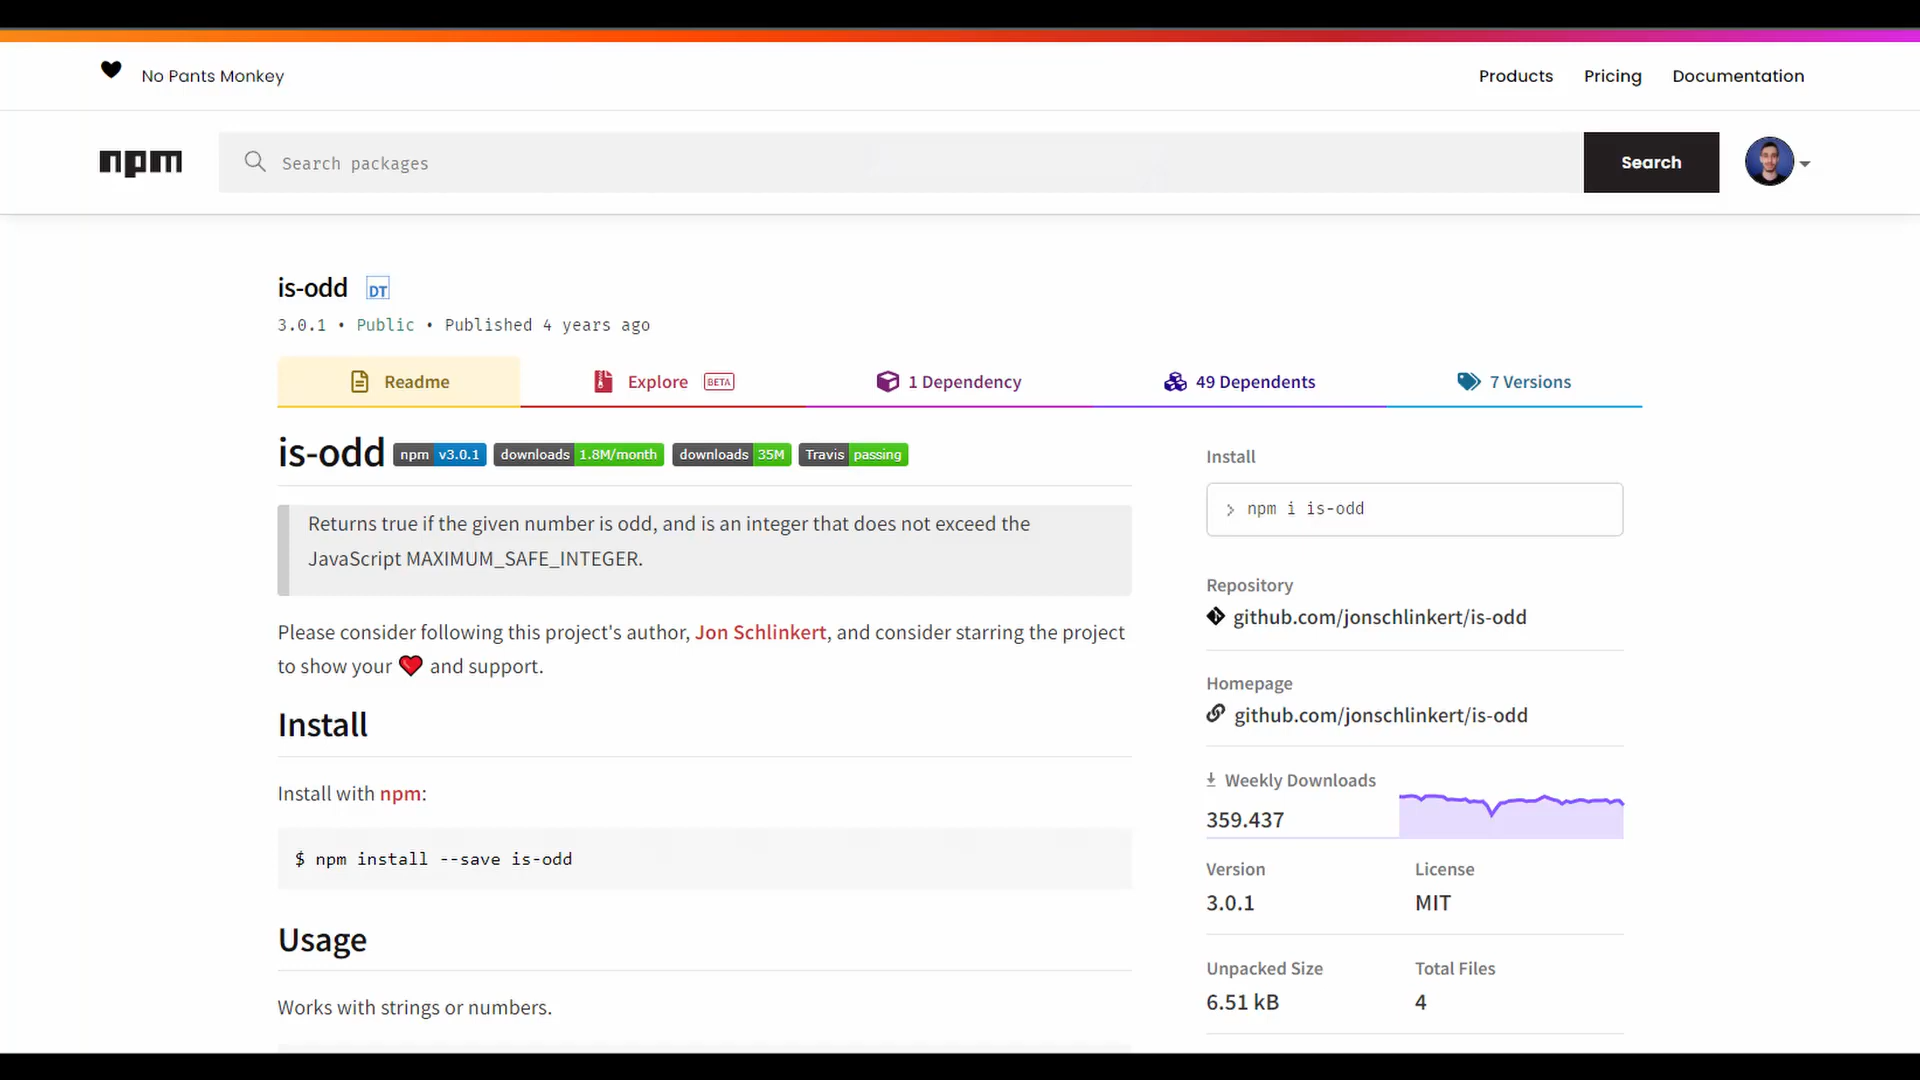 No Pants Monkey
Products Pricing Documentation
npm
Search packages
Search
is-odd DT
3.0.1 • Public • Published 4 years ago
Readme
Explore BETA
1 Dependency
49 Dependents
7 Versions
is-odd npm v3.0.1 downloads 1.8M/month downloads 35M Travis passing
Returns true if the given number is odd, and is an integer that does not exceed the
JavaScript MAXIMUM_SAFE_INTEGER.
Please consider following this project's author, Jon Schlinkert, and consider starring the project
to show your ❤ and support.
Install
Install with npm:
$ npm install --save is-odd
Usage
Works with strings or numbers.
Install
> npm i is-odd
Repository
github.com/jonschlinkert/is-odd
Homepage
github.com/jonschlinkert/is-odd
Weekly Downloads
359.437
Version License
3.0.1 MIT
Unpacked Size Total Files
6.51 kB 4